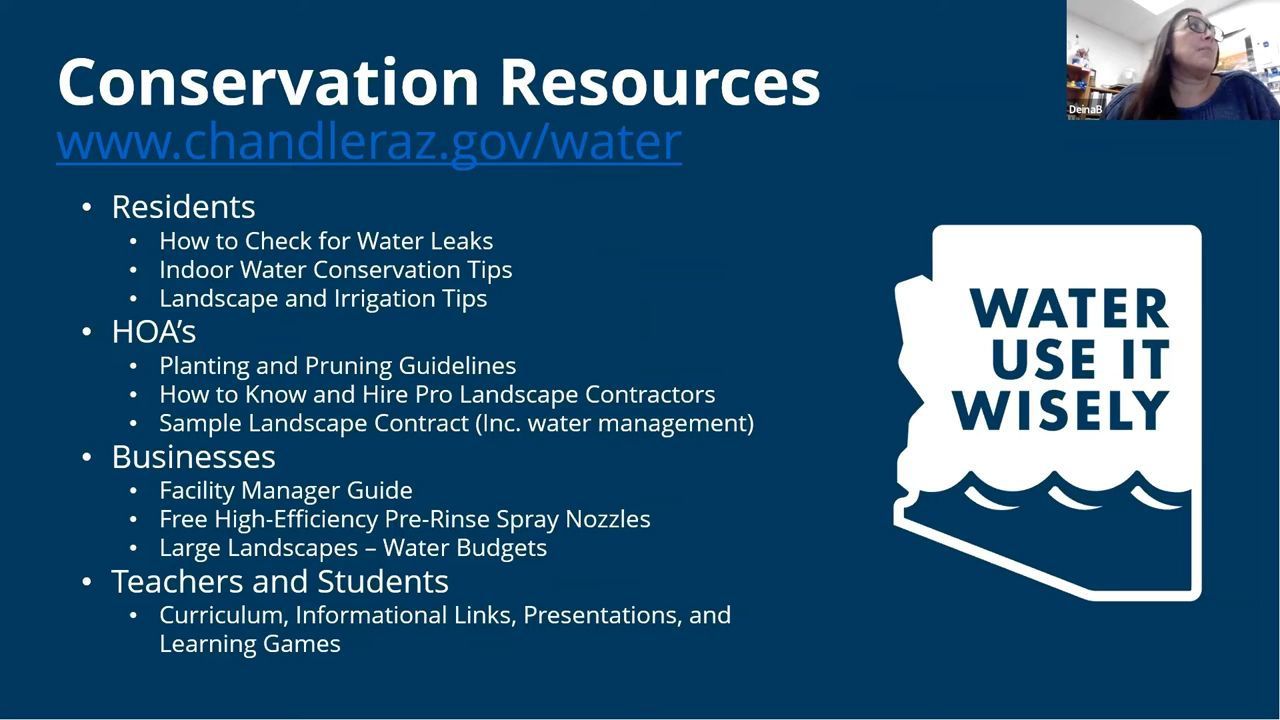 Conservation Resources
www.chandleraz.gov/water
DeinaB
• Residents
• How to Check for Water Leaks
• Indoor Water Conservation Tips
• Landscape and Irrigation Tips
• HOA’s
• Planting and Pruning Guidelines
• How to Know and Hire Pro Landscape Contractors
• Sample Landscape Contract (Inc. water management)
• Businesses
• Facility Manager Guide
• Free High-Efficiency Pre-Rinse Spray Nozzles
• Large Landscapes – Water Budgets
• Teachers and Students
• Curriculum, Informational Links, Presentations, and
Learning Games
WATER
USE IT
WISELY